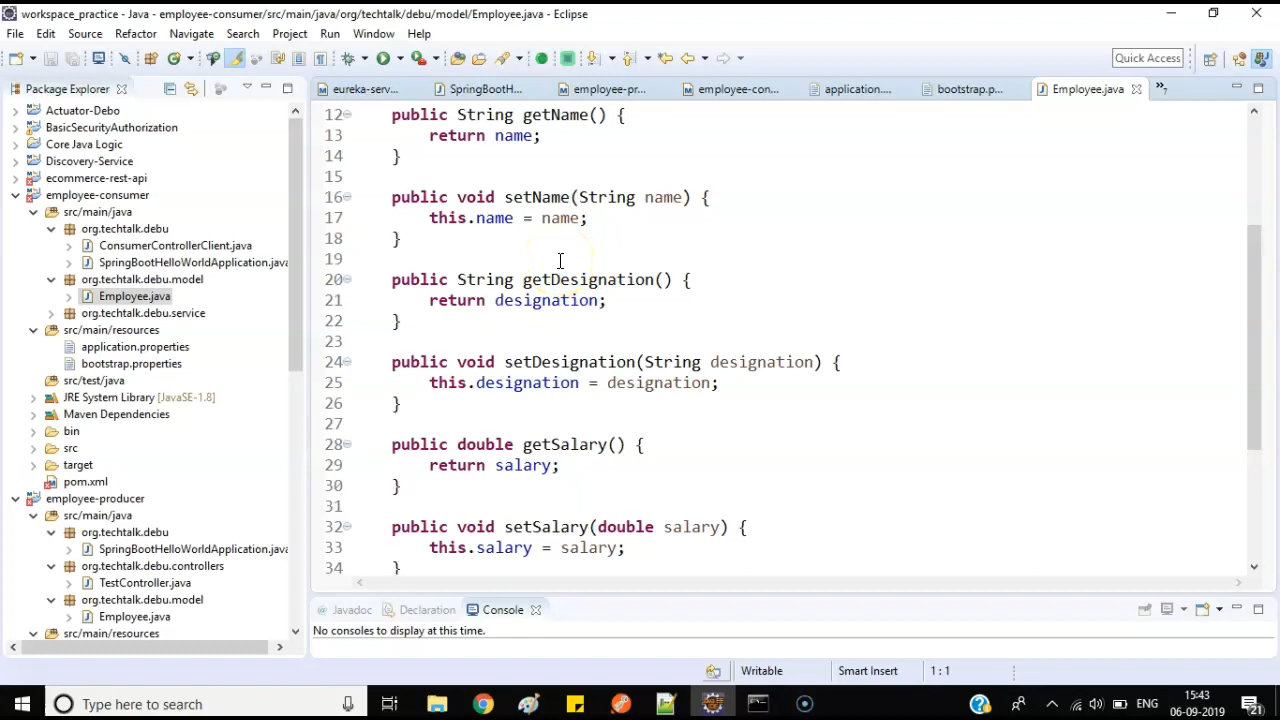 workspace_practice - employee-consumer/src/main/java/org/techtalk/debu/model/Employee.java - Eclipse
File Edit Source Refactor Navigate Search Project Run Window Help
Quick Access
Package Explorer
Actuator-Debo
BasicSecurityAuthorization
Core Java Logic
Discovery-Service
ecommerce-rest-api
employee-consumer
src/main/java
org.techtalk.debu
ConsumerControllerClient.java
SpringBootHelloWorldApplication.java
org.techtalk.debu.model
Employee.java
org.techtalk.debu.service
src/main/resources
application.properties
bootstrap.properties
src/test/java
JRE System Library [JavaSE-1.8]
Maven Dependencies
bin
src
target
pom.xml
employee-producer
src/main/java
org.techtalk.debu
SpringBootHelloWorldApplication.java
org.techtalk.debu.controllers
TestController.java
org.techtalk.debu.model
Employee.java
src/main/resources
eureka-serv... SpringBootH... employee-pr... employee-con... application.... bootstrap.p... Employee.java »7
12 public String getName() {
13 return name;
14 }
15
16 public void setName(String name) {
17 this.name = name;
18 }
19
20 public String getDesignation() {
21 return designation;
22 }
23
24 public void setDesignation(String designation) {
25 this.designation = designation;
26 }
27
28 public double getSalary() {
29 return salary;
30 }
31
32 public void setSalary(double salary) {
33 this.salary = salary;
34 }
Javadoc Declaration Console
No consoles to display at this time.
Writable Smart Insert 1 : 1
Type here to search
ENG
15:43
06-09-2019
21